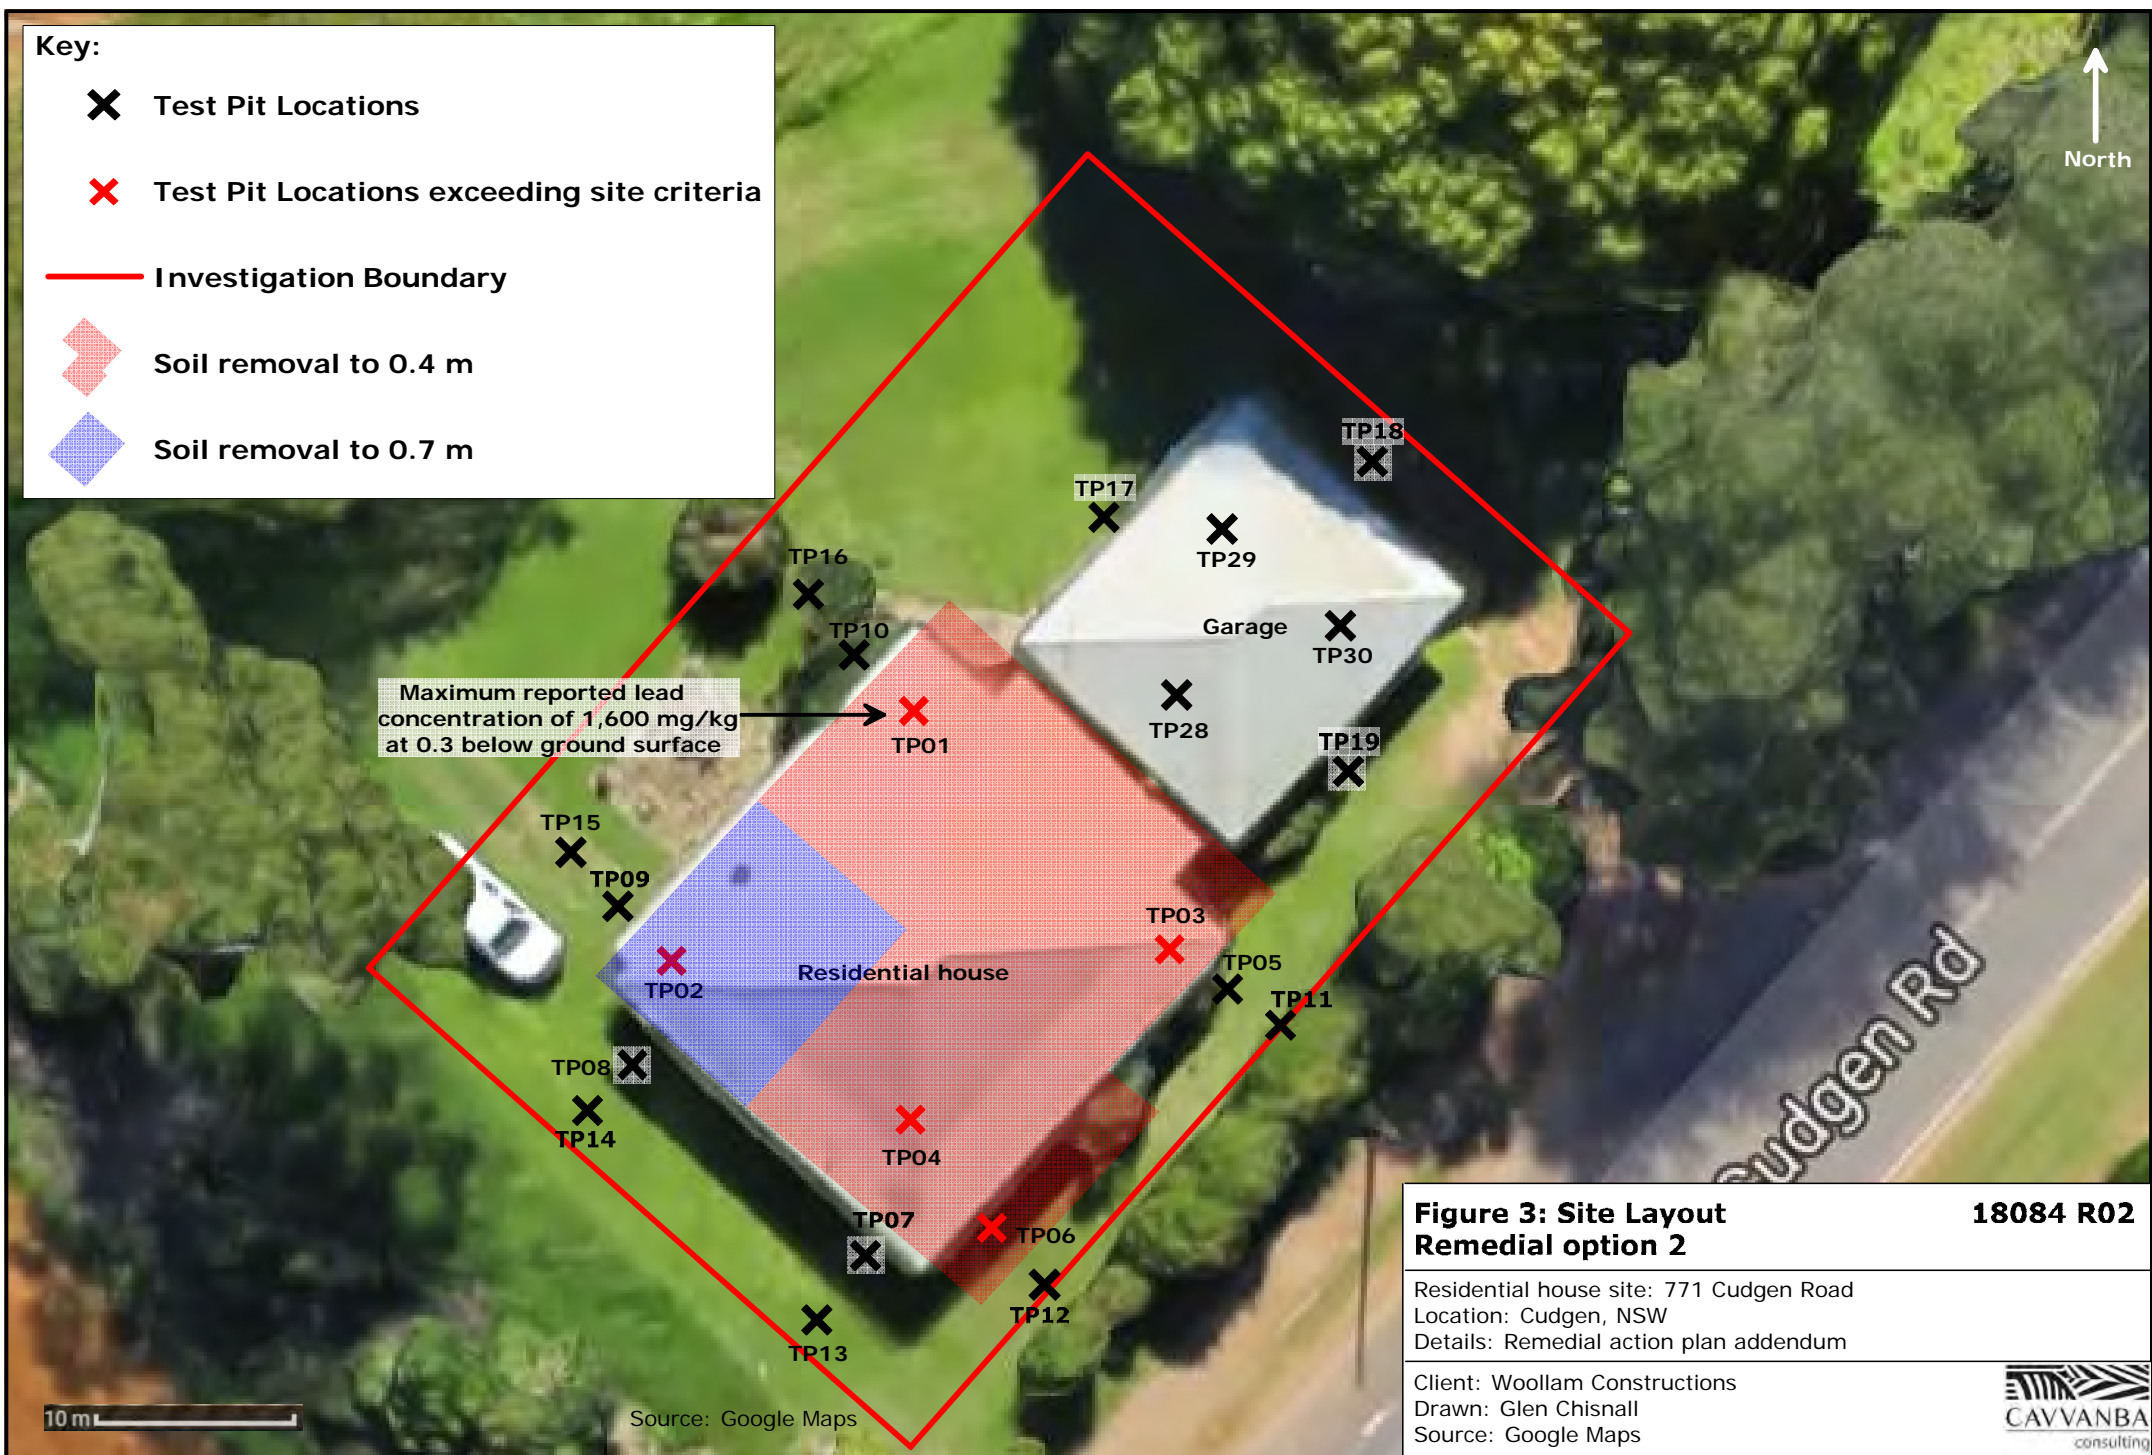 Key:
Test Pit Locations
Test Pit Locations exceeding site criteria
Investigation Boundary
Soil removal to 0.4 m
Soil removal to 0.7 m
North
TP18
TP17
TP29
TP16
Garage
TP10
TP30
Maximum reported lead
concentration of 1,600 mg/kg
at 0.3 below ground surface
TP01
TP28
TP19
TP15
TP09
TP03
TP05
Residential house
TP02
TP11
TP08
TP14
TP04
TP07
TP06
TP12
TP13
Cudgen Rd
10 m
Source: Google Maps
Figure 3: Site Layout 18084 R02
Remedial option 2
Residential house site: 771 Cudgen Road
Location: Cudgen, NSW
Details: Remedial action plan addendum
Client: Woollam Constructions
Drawn: Glen Chisnall
Source: Google Maps
CAVVANBA
consulting